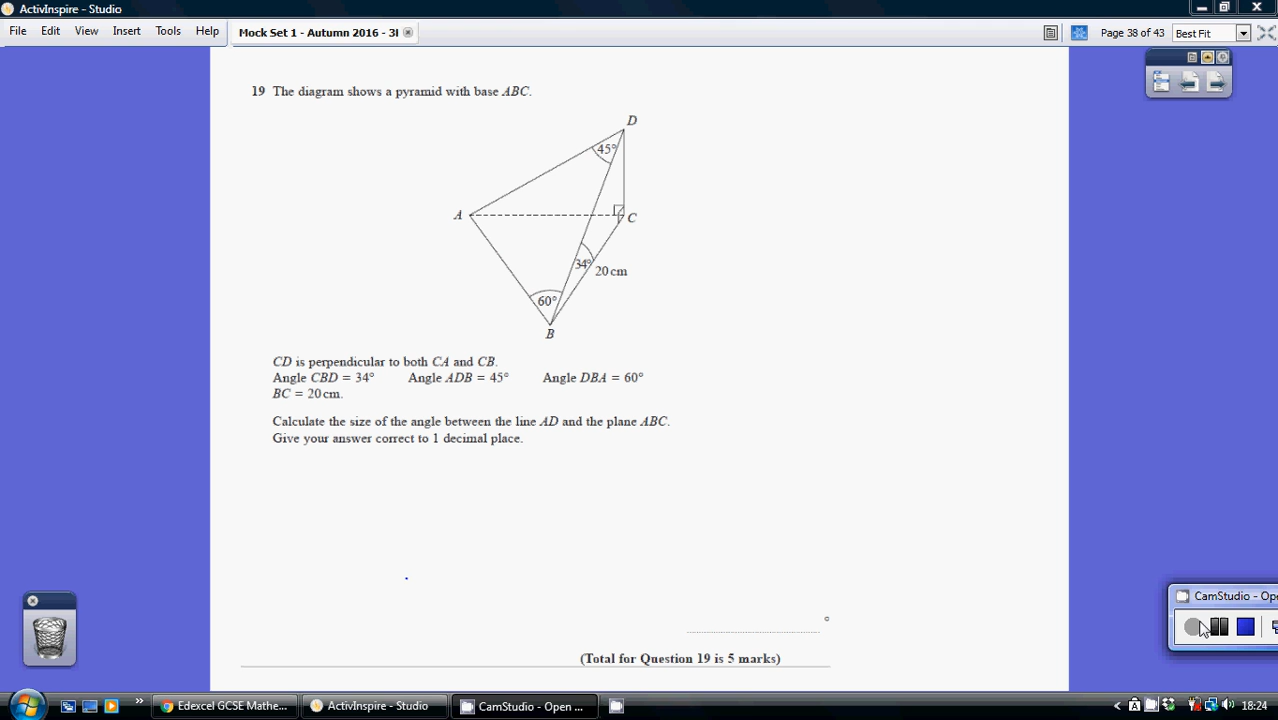 ActivInspire - Studio
File Edit View Insert Tools Help Mock Set 1 - Autumn 2016 - 3H Page 38 of 43 Best Fit
19 The diagram shows a pyramid with base ABC.
D
45°
A
C
34°
20 cm
60°
B
CD is perpendicular to both CA and CB.
Angle CBD = 34° Angle ADB = 45° Angle DBA = 60°
BC = 20 cm.
Calculate the size of the angle between the line AD and the plane ABC.
Give your answer correct to 1 decimal place.
°
(Total for Question 19 is 5 marks)
CamStudio - Ope
Edexcel GCSE Mathe... ActivInspire - Studio CamStudio - Open ... 18:24